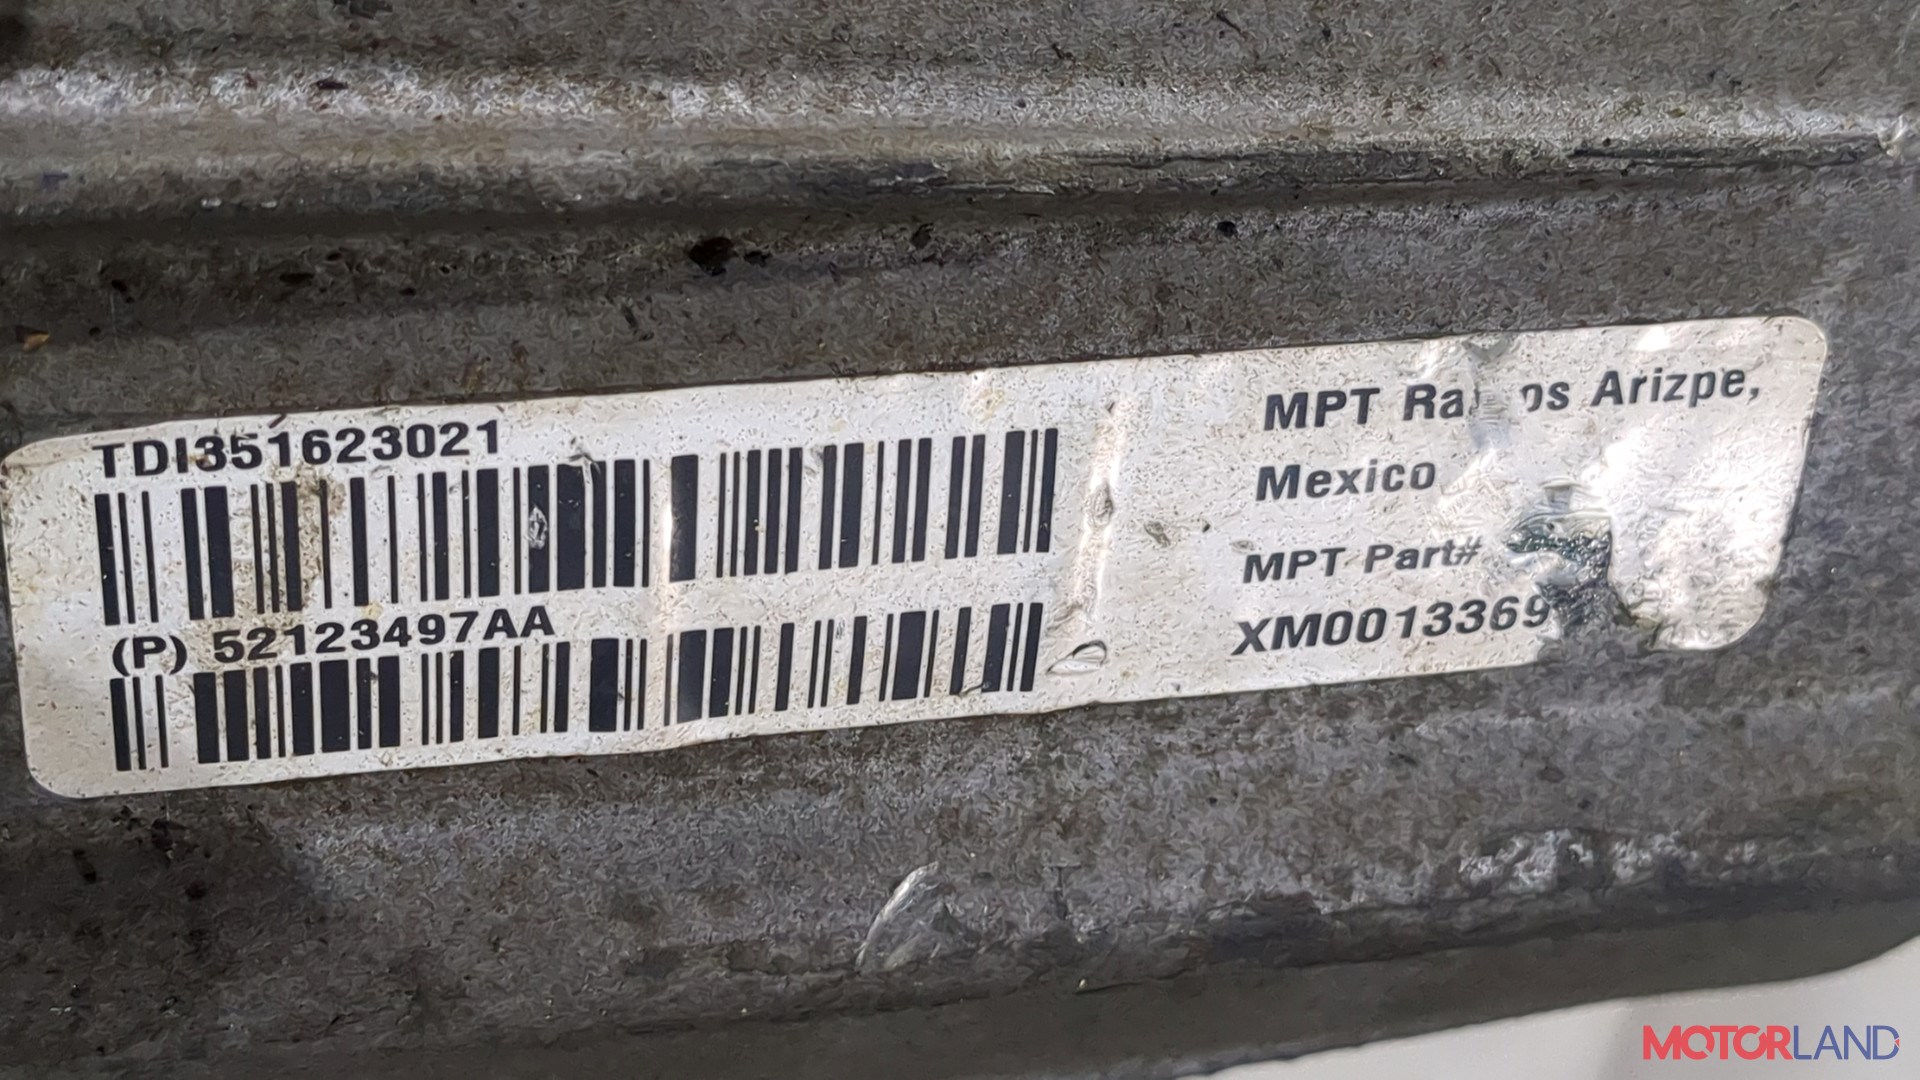 TDI351623021
(P) 52123497AA
MPT Arizpe,
Mexico
MPT Part#
XM0013369
MOTORLAND